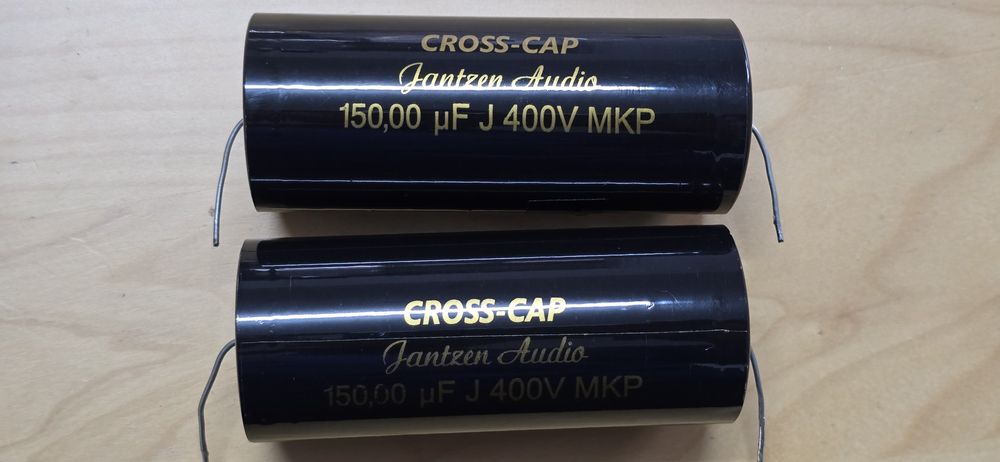 CROSS-CAP
Jantzen Audio
150,00 µF J 400V MKP
CROSS-CAP
Jantzen Audio
150,00 µF J 400V MKP